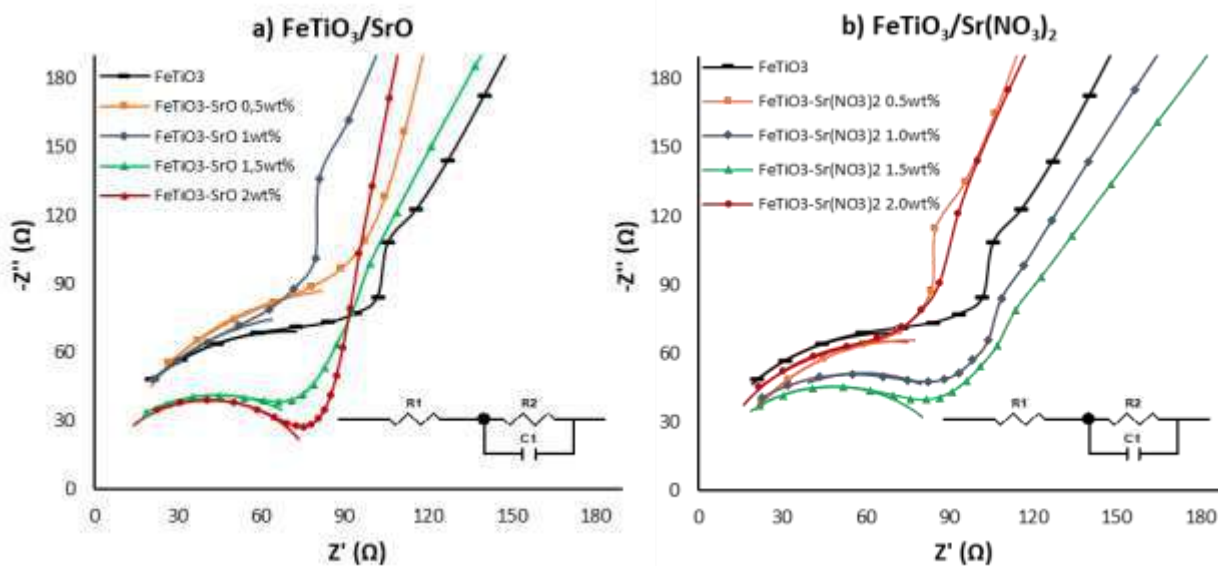 a) FeTiO₃/SrO
FeTiO3
FeTiO3-SrO 0,5wt%
FeTiO3-SrO 1wt%
FeTiO3-SrO 1,5wt%
FeTiO3-SrO 2wt%
-Z'' (Ω)
180
150
120
90
60
30
0
R1
R2
C1
0 30 60 90 120 150 180
Z' (Ω)
b) FeTiO₃/Sr(NO₃)₂
FeTiO3
FeTiO3-Sr(NO3)2 0.5wt%
FeTiO3-Sr(NO3)2 1.0wt%
FeTiO3-Sr(NO3)2 1.5wt%
FeTiO3-Sr(NO3)2 2.0wt%
-Z'' (Ω)
180
150
120
90
60
30
0
R1
R2
C1
0 30 60 90 120 150 180
Z' (Ω)